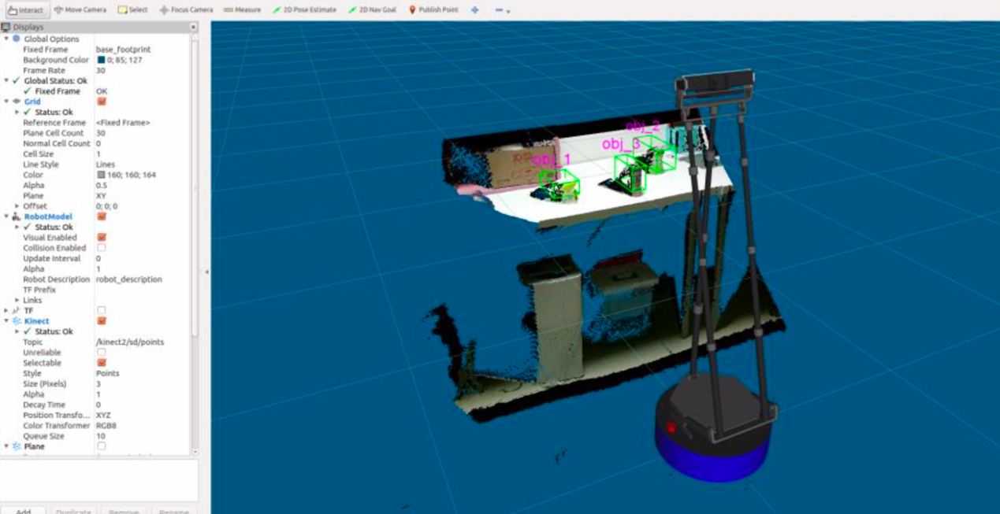 Interact Move Camera Select Focus Camera Measure 2D Pose Estimate 2D Nav Goal Publish Point
Displays
Global Options
Fixed Frame base_footprint
Background Color 0; 85; 127
Frame Rate 30
Global Status: Ok
Fixed Frame OK
Grid
Status: Ok
Reference Frame <Fixed Frame>
Plane Cell Count 30
Normal Cell Count 0
Cell Size 1
Line Style Lines
Color 160; 160; 164
Alpha 0.5
Plane XY
Offset 0; 0; 0
RobotModel
Status: Ok
Visual Enabled
Collision Enabled
Update Interval 0
Alpha 1
Robot Description robot_description
TF Prefix
Links
TF
Kinect
Status: Ok
Topic /kinect2/sd/points
Unreliable
Selectable
Style Points
Size (Pixels) 3
Alpha 1
Decay Time 0
Position Transfo... XYZ
Color Transformer RGB8
Queue Size 10
Plane
Add Duplicate Remove Rename
obj_2
obj_3
obj_1